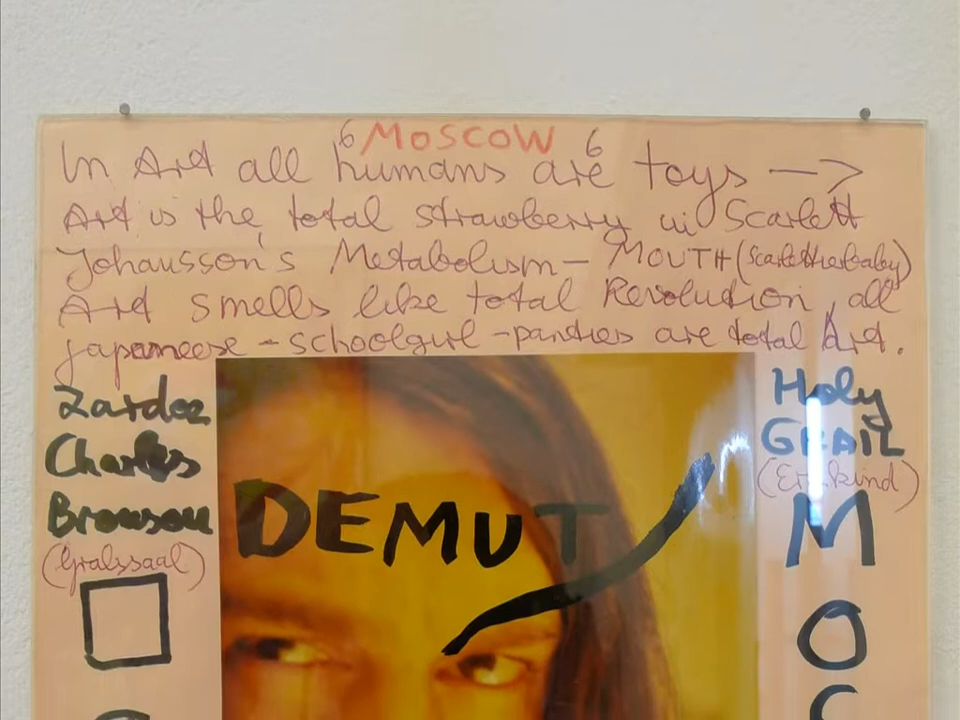 6 MOSCOW 6
In Art all humans are toys —>
Art is the total strawberry in Scarlett
Johansson's Metabolism – MOUTH (Scarlettherbaby)
Art smells like total Revolution, all
japaneese - schoolgirl - panties are total Art.
Zardoz
Charles
Bronson
(Gralssaal)
DEMUT
Holy
GRAIL
(Erzkind)
M
O